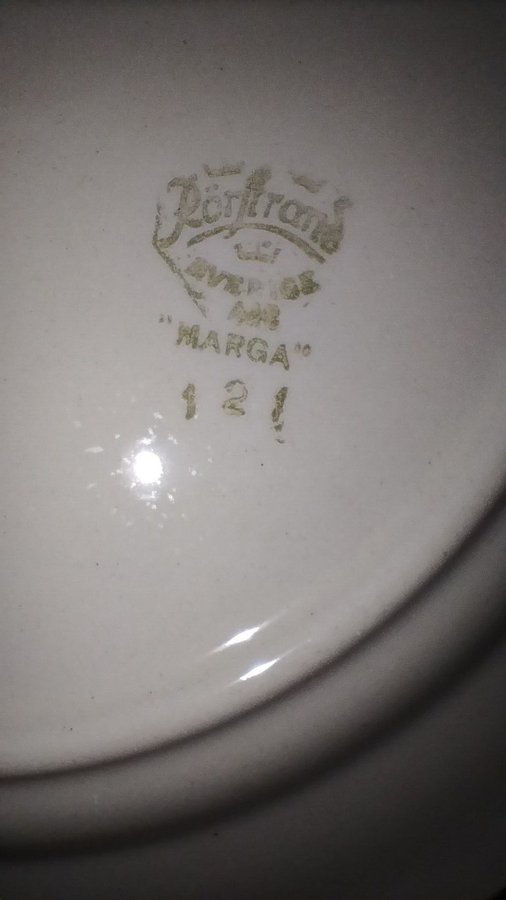 Rörstrand
SVERIGE
"MARGA"
121